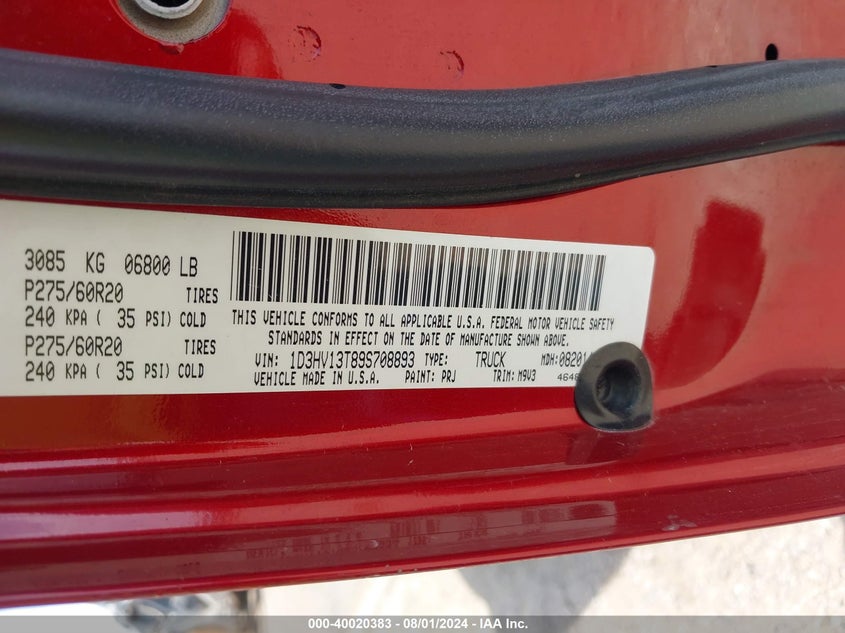 3085 KG 06800 LB
P275/60R20 TIRES
240 KPA ( 35 PSI) COLD
P275/60R20 TIRES
240 KPA ( 35 PSI) COLD
THIS VEHICLE CONFORMS TO ALL APPLICABLE U.S.A. FEDERAL MOTOR VEHICLE SAFETY
STANDARDS IN EFFECT ON THE DATE OF MANUFACTURE SHOWN ABOVE.
VIN: 1D3HV13T89S708893 TYPE: TRUCK MDH: 08201
VEHICLE MADE IN U.S.A. PAINT: PRJ TRIM: M9V3 4648
000-40020383 - 08/01/2024 - IAA Inc.